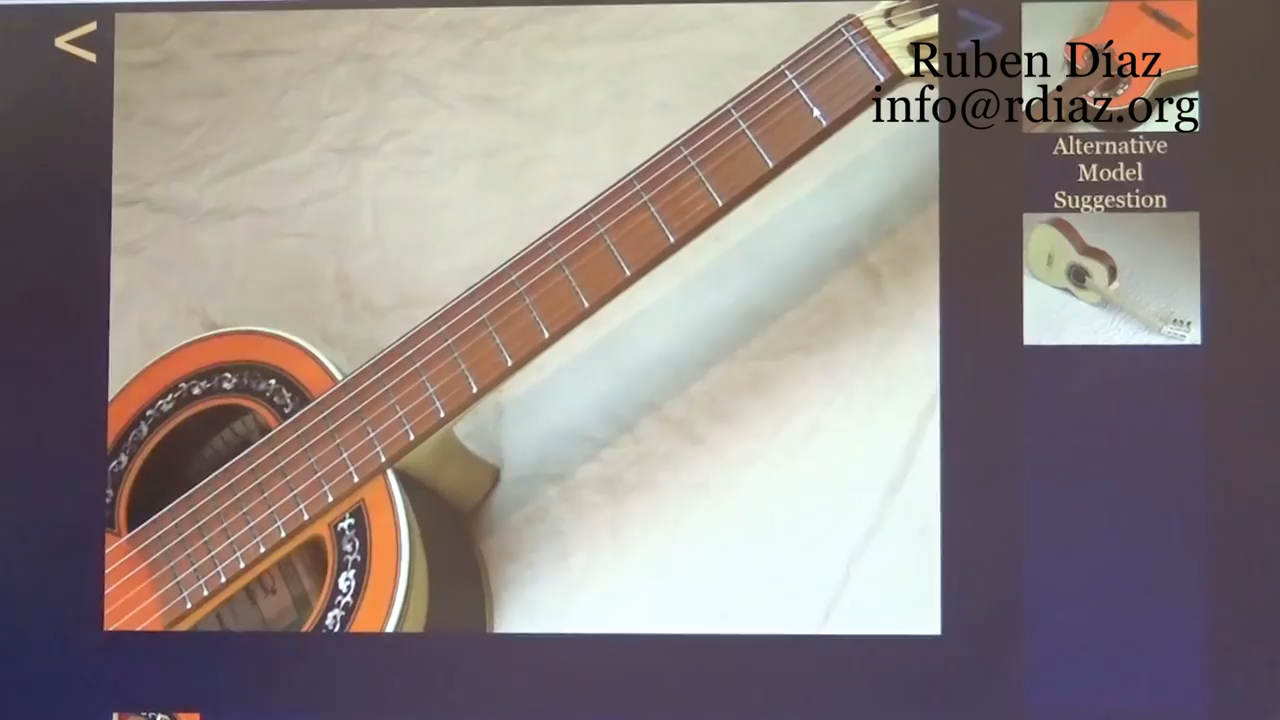 <
>
Ruben Díaz
info@rdiaz.org
Alternative
Model
Suggestion